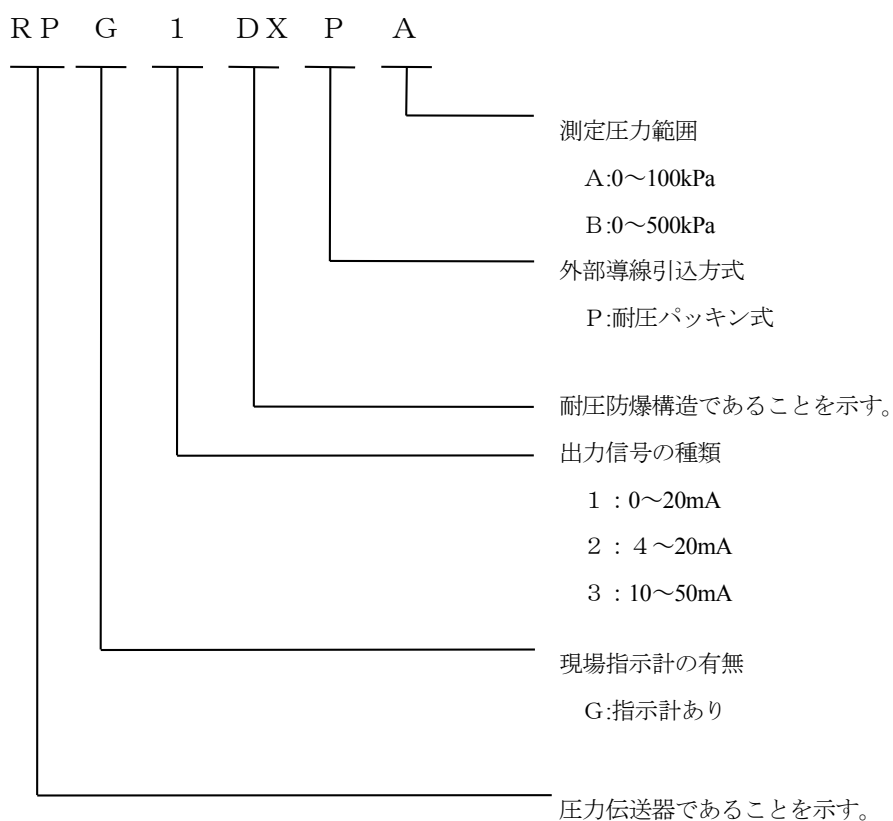 ＲＰ Ｇ １ ＤＸ Ｐ Ａ
測定圧力範囲
Ａ:0～100kPa
Ｂ:0～500kPa
外部導線引込方式
Ｐ:耐圧パッキン式
耐圧防爆構造であることを示す。
出力信号の種類
１：0～20mA
２：４～20mA
３：10～50mA
現場指示計の有無
Ｇ:指示計あり
圧力伝送器であることを示す。